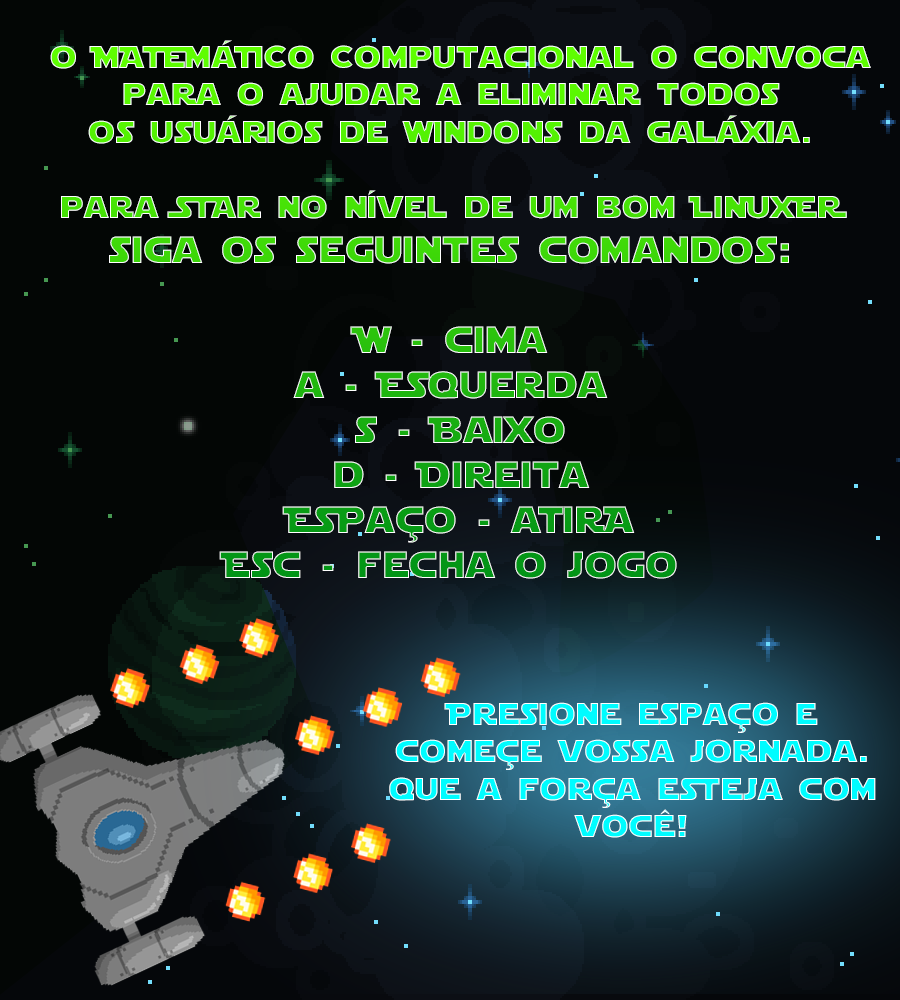 O MATEMÁTICO COMPUTACIONAL O CONVOCA
PARA O AJUDAR A ELIMINAR TODOS
OS USUÁRIOS DE WINDONS DA GALÁXIA.
PARA STAR NO NÍVEL DE UM BOM LINUXER
SIGA OS SEGUINTES COMANDOS:
W - CIMA
A - ESQUERDA
S - BAIXO
D - DIREITA
ESPAÇO - ATIRA
ESC - FECHA O JOGO
PRESIONE ESPAÇO E
COMEÇE VOSSA JORNADA.
QUE A FORÇA ESTEJA COM
VOCÊ!